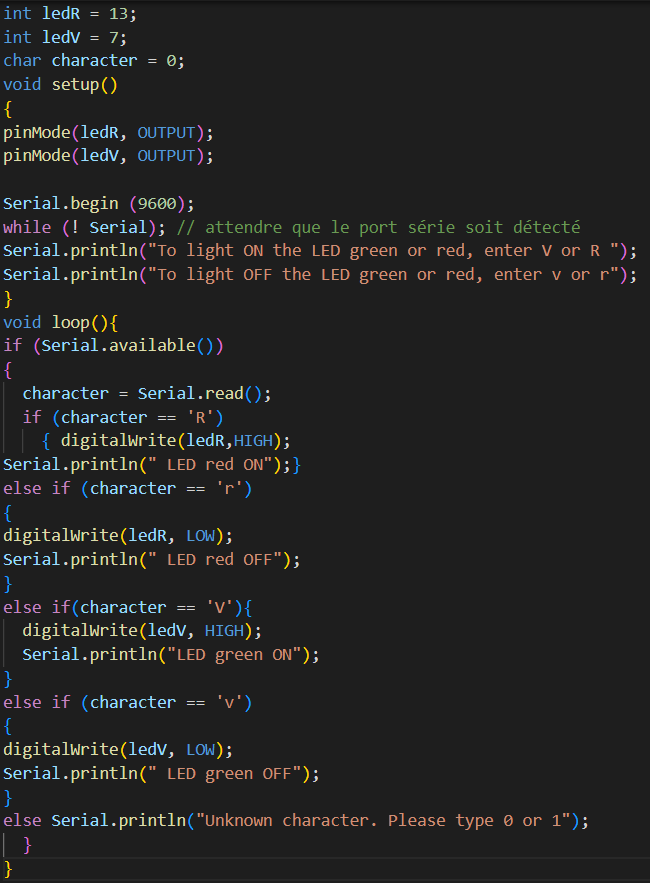 int ledR = 13;
int ledV = 7;
char character = 0;
void setup()
{
pinMode(ledR, OUTPUT);
pinMode(ledV, OUTPUT);

Serial.begin (9600);
while (! Serial); // attendre que le port série soit détecté
Serial.println("To light ON the LED green or red, enter V or R ");
Serial.println("To light OFF the LED green or red, enter v or r");
}
void loop(){
if (Serial.available())
{
  character = Serial.read();
  if (character == 'R')
    { digitalWrite(ledR,HIGH);
Serial.println(" LED red ON");}
else if (character == 'r')
{
digitalWrite(ledR, LOW);
Serial.println(" LED red OFF");
}
else if(character == 'V'){
  digitalWrite(ledV, HIGH);
  Serial.println("LED green ON");
}
else if (character == 'v')
{
digitalWrite(ledV, LOW);
Serial.println(" LED green OFF");
}
else Serial.println("Unknown character. Please type 0 or 1");
  }
}